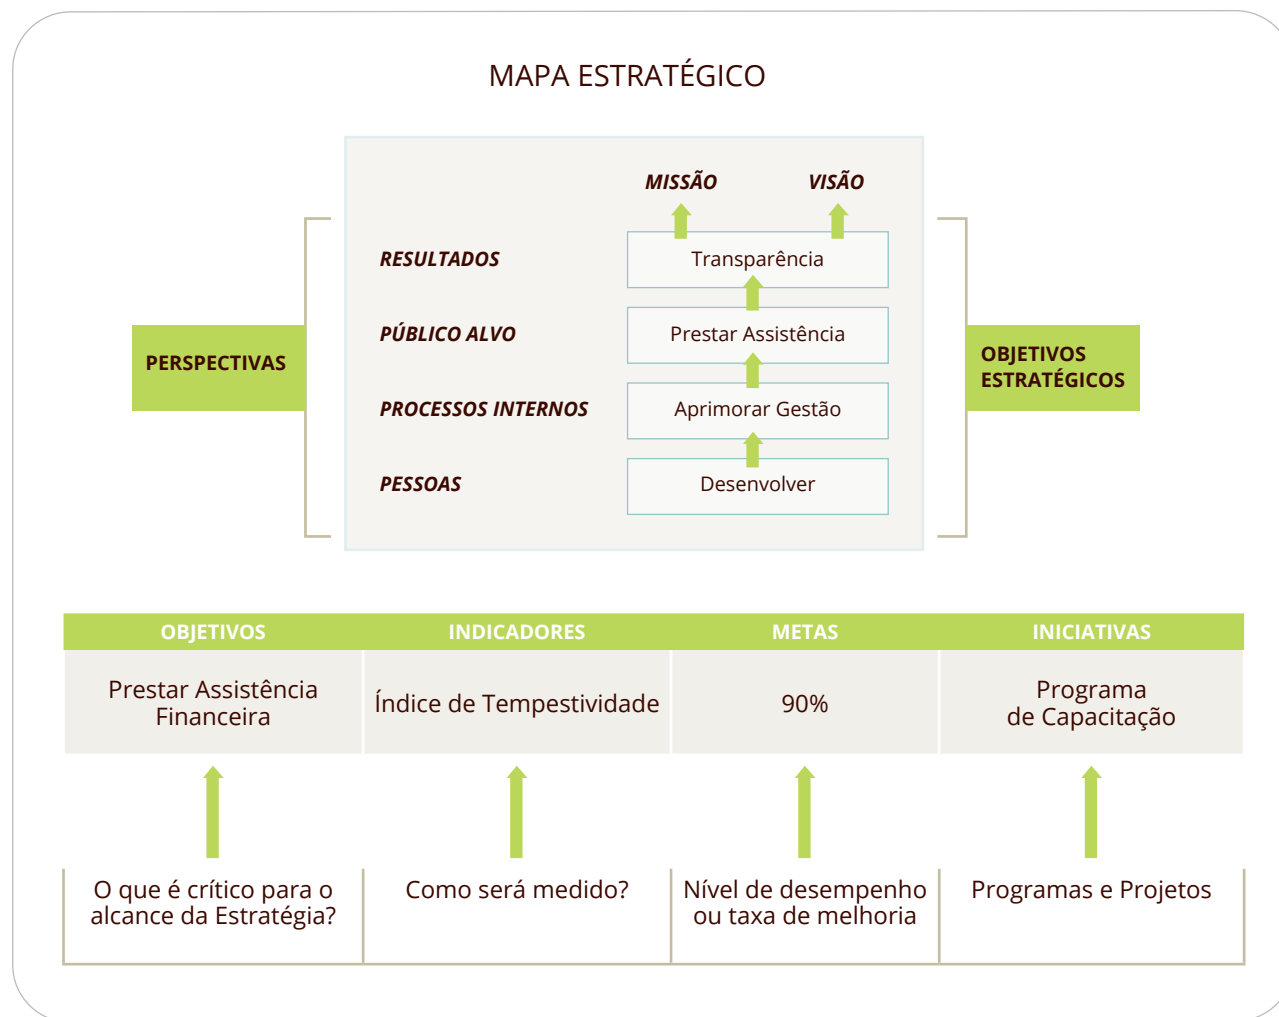 MAPA ESTRATÉGICO
MISSÃO VISÃO
RESULTADOS Transparência
PÚBLICO ALVO Prestar Assistência
PERSPECTIVAS
OBJETIVOS
ESTRATÉGICOS
PROCESSOS INTERNOS Aprimorar Gestão
PESSOAS Desenvolver
OBJETIVOS INDICADORES METAS INICIATIVAS
Prestar Assistência
Financeira
Índice de Tempestividade
90%
Programa
de Capacitação
O que é crítico para o
alcance da Estratégia?
Como será medido?
Nível de desempenho
ou taxa de melhoria
Programas e Projetos